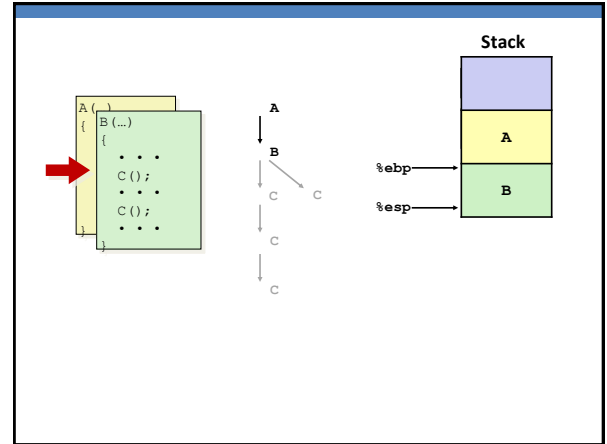 Stack
A(…)
{
}
B(…)
{
• • •
C();
• • •
C();
• • •
}
A
B
C
C
C
C
A
B
%ebp
%esp